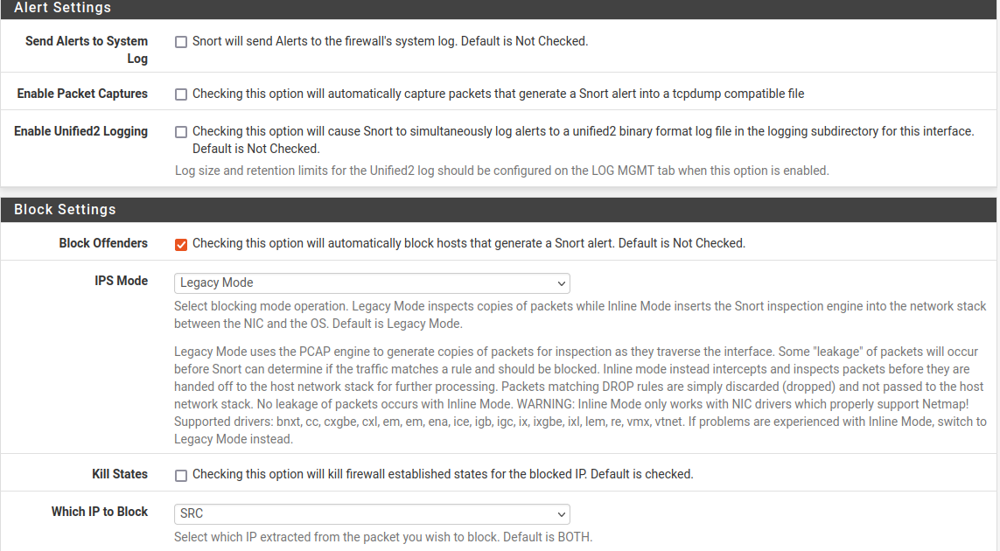 Alert Settings
Send Alerts to System
Log
Snort will send Alerts to the firewall's system log. Default is Not Checked.
Enable Packet Captures
Checking this option will automatically capture packets that generate a Snort alert into a tcpdump compatible file
Enable Unified2 Logging
Checking this option will cause Snort to simultaneously log alerts to a unified2 binary format log file in the logging subdirectory for this interface.
Default is Not Checked.
Log size and retention limits for the Unified2 log should be configured on the LOG MGMT tab when this option is enabled.
Block Settings
Block Offenders
Checking this option will automatically block hosts that generate a Snort alert. Default is Not Checked.
IPS Mode
Legacy Mode
Select blocking mode operation. Legacy Mode inspects copies of packets while Inline Mode inserts the Snort inspection engine into the network stack
between the NIC and the OS. Default is Legacy Mode.
Legacy Mode uses the PCAP engine to generate copies of packets for inspection as they traverse the interface. Some "leakage" of packets will occur
before Snort can determine if the traffic matches a rule and should be blocked. Inline mode instead intercepts and inspects packets before they are
handed off to the host network stack for further processing. Packets matching DROP rules are simply discarded (dropped) and not passed to the host
network stack. No leakage of packets occurs with Inline Mode. WARNING: Inline Mode only works with NIC drivers which properly support Netmap!
Supported drivers: bnxt, cc, cxgbe, cxl, em, em, ena, ice, igb, igc, ix, ixgbe, ixl, lem, re, vmx, vtnet. If problems are experienced with Inline Mode, switch to
Legacy Mode instead.
Kill States
Checking this option will kill firewall established states for the blocked IP. Default is checked.
Which IP to Block
SRC
Select which IP extracted from the packet you wish to block. Default is BOTH.